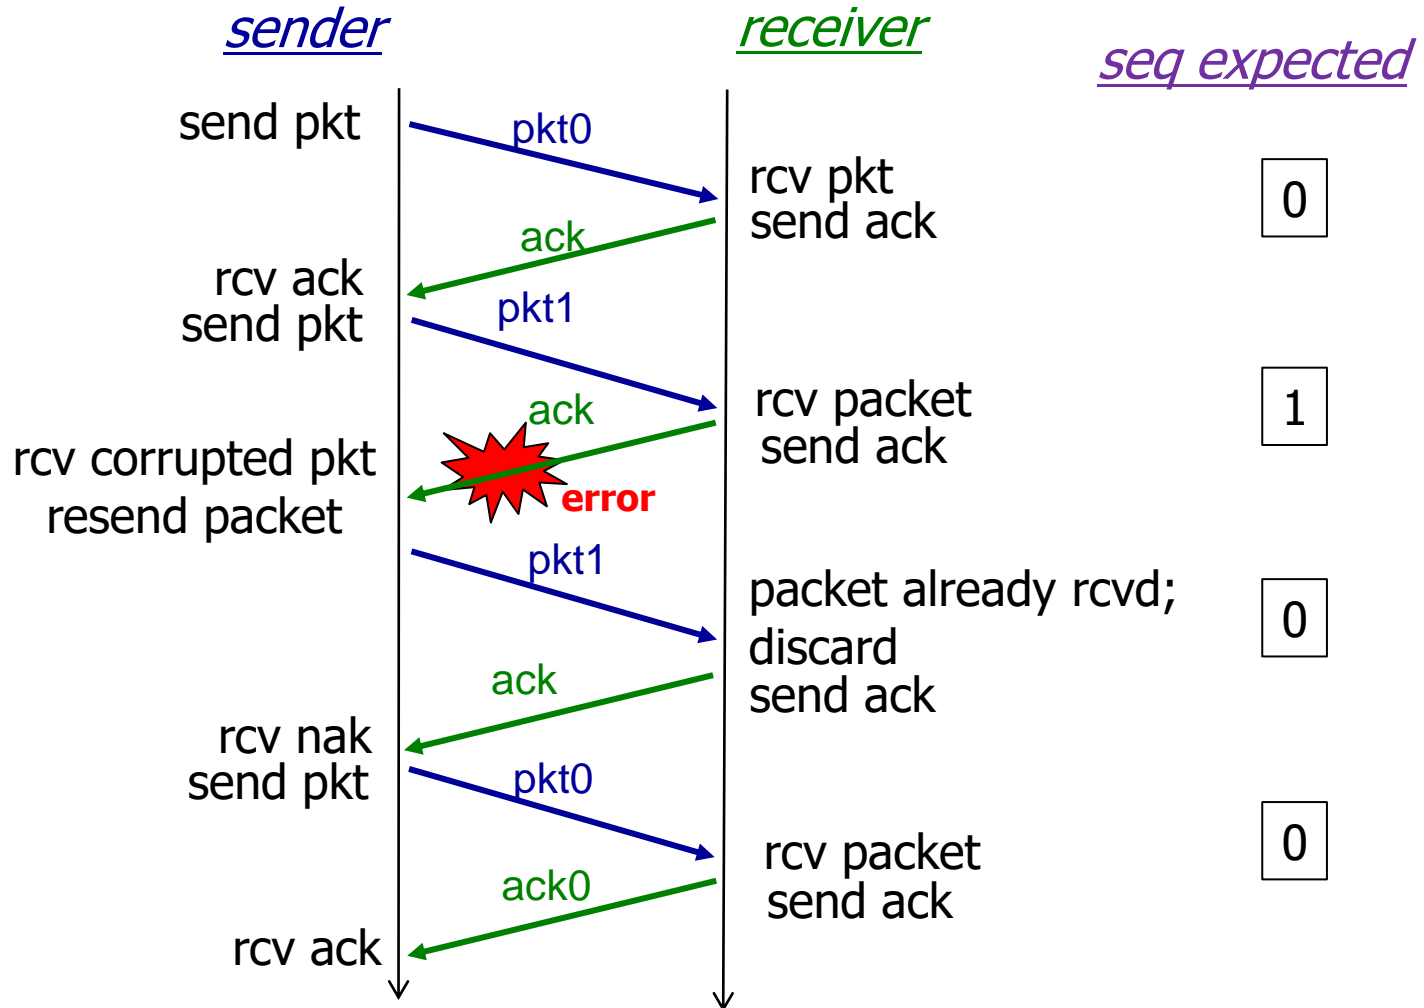 sender
receiver
seq expected
send pkt
pkt0
rcv pkt
send ack
0
ack
rcv ack
send pkt
pkt1
rcv packet
send ack
1
ack
error
rcv corrupted pkt
resend packet
pkt1
packet already rcvd;
discard
send ack
0
ack
rcv nak
send pkt
pkt0
rcv packet
send ack
0
ack0
rcv ack